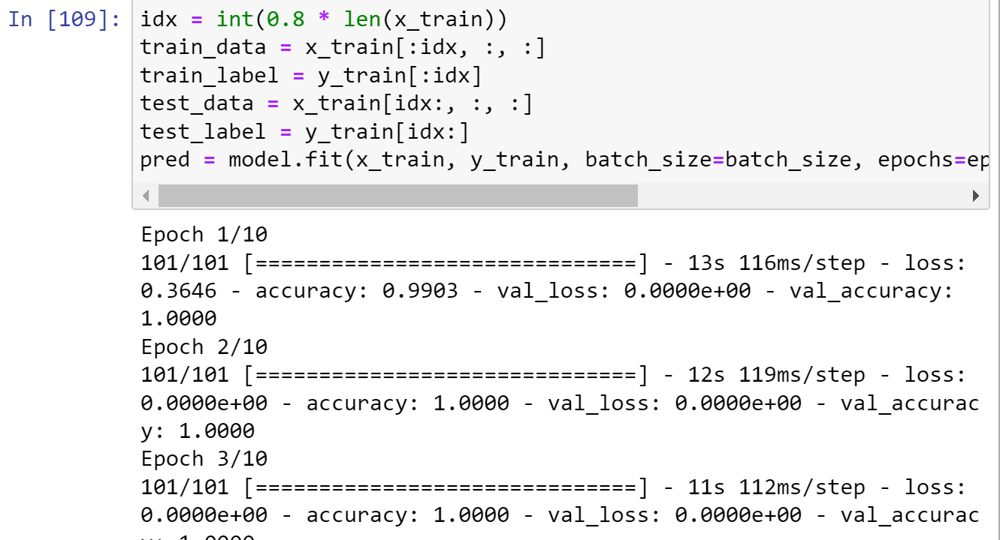 In [109]: idx = int(0.8 * len(x_train))
train_data = x_train[:idx, :, :]
train_label = y_train[:idx]
test_data = x_train[idx:, :, :]
test_label = y_train[idx:]
pred = model.fit(x_train, y_train, batch_size=batch_size, epochs=ep
Epoch 1/10
101/101 [==============================] - 13s 116ms/step - loss:
0.3646 - accuracy: 0.9903 - val_loss: 0.0000e+00 - val_accuracy:
1.0000
Epoch 2/10
101/101 [==============================] - 12s 119ms/step - loss:
0.0000e+00 - accuracy: 1.0000 - val_loss: 0.0000e+00 - val_accurac
y: 1.0000
Epoch 3/10
101/101 [==============================] - 11s 112ms/step - loss:
0.0000e+00 - accuracy: 1.0000 - val_loss: 0.0000e+00 - val_accurac